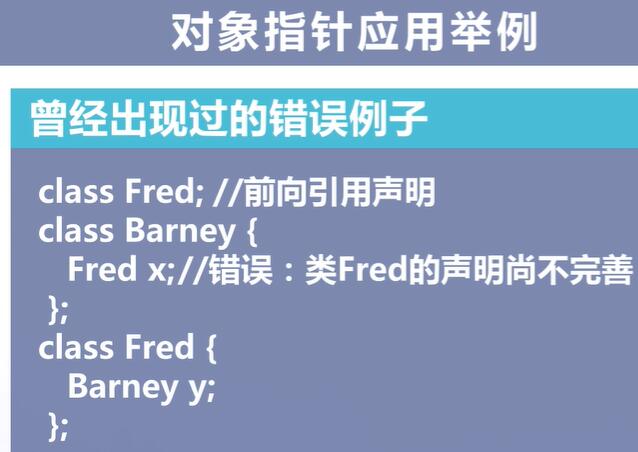 对象指针应用举例
曾经出现过的错误例子
class Fred; //前向引用声明
class Barney {
Fred x;//错误：类Fred的声明尚不完善
};
class Fred {
Barney y;
};